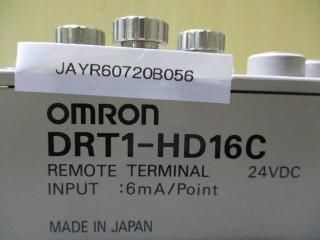 JAYR60720B056
OMRON
DRT1-HD16C
REMOTE TERMINAL 24VDC
INPUT :6mA/Point
MADE IN JAPAN